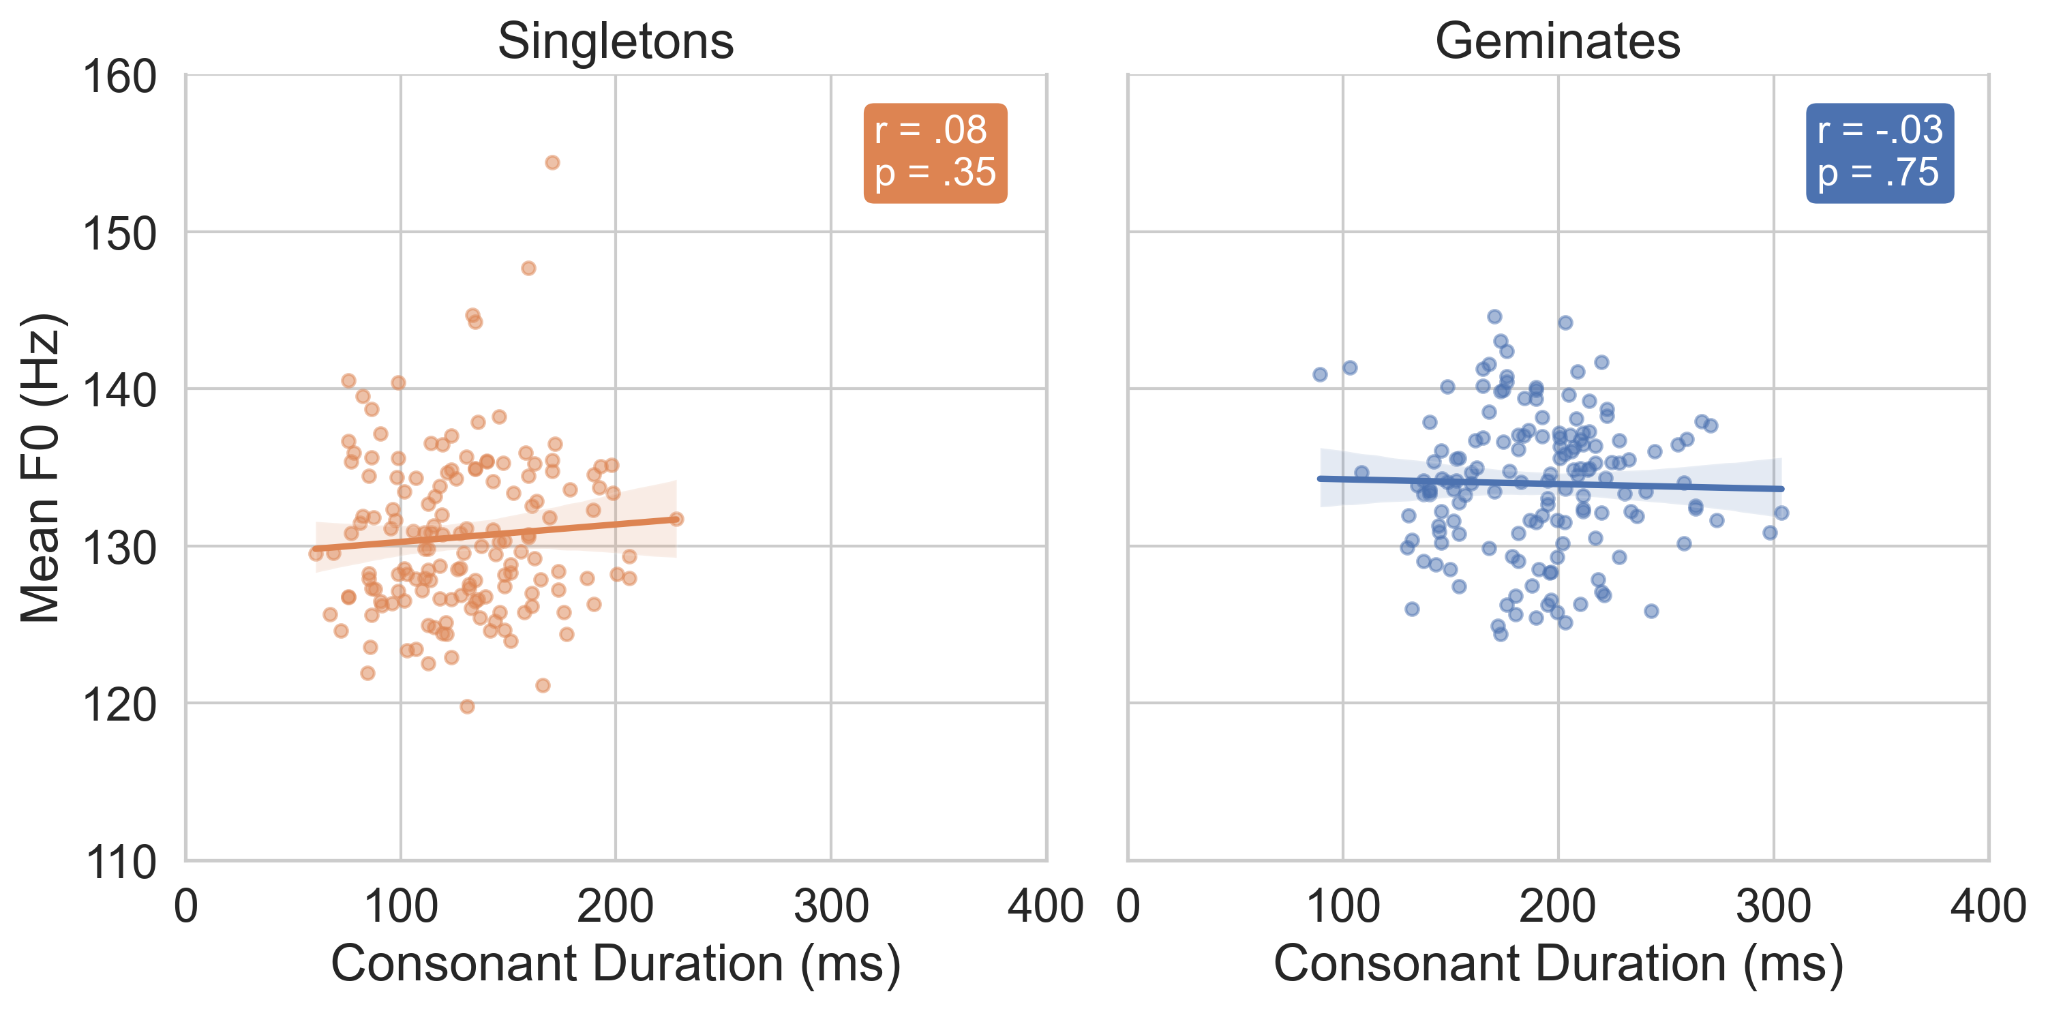 Singletons
Geminates
160
150
140
130
120
110
Mean F0 (Hz)
r = .08
p = .35
r = -.03
p = .75
0 100 200 300 400
0 100 200 300 400
Consonant Duration (ms)
Consonant Duration (ms)